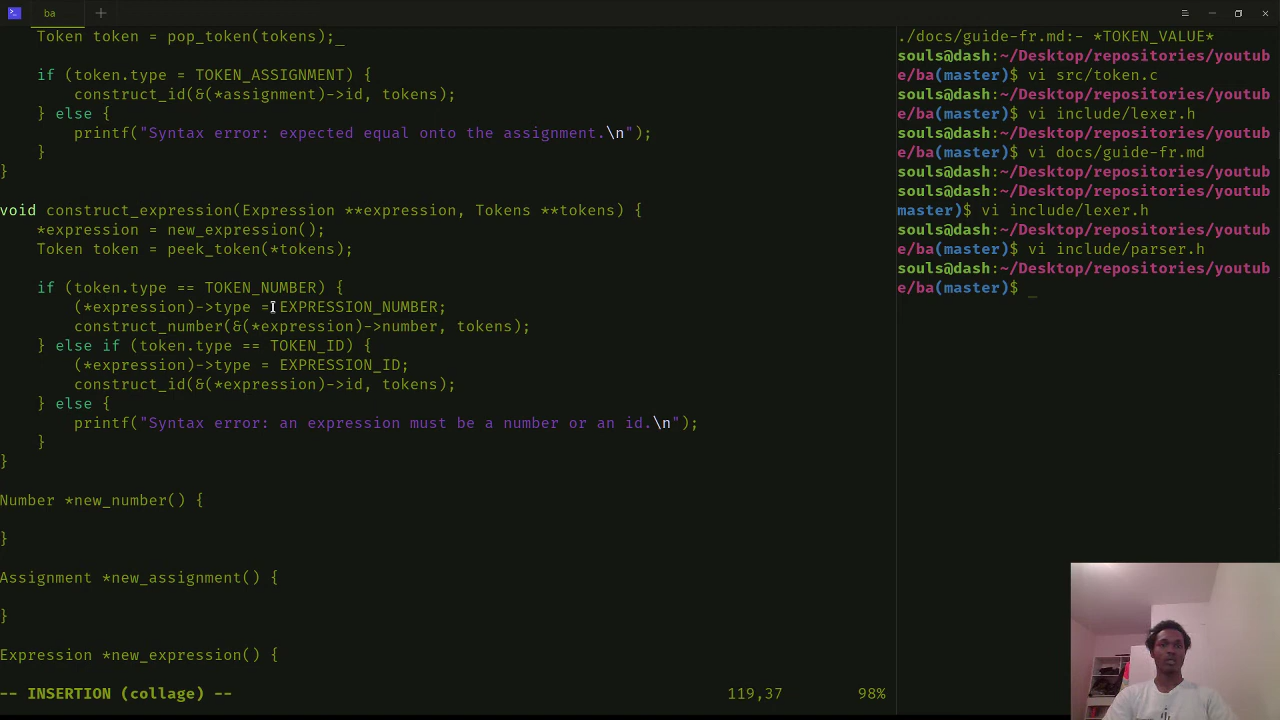 ba
Token token = pop_token(tokens);_
if (token.type = TOKEN_ASSIGNMENT) {
construct_id(&(*assignment)->id, tokens);
} else {
printf("Syntax error: expected equal onto the assignment.\n");
}
}
void construct_expression(Expression **expression, Tokens **tokens) {
*expression = new_expression();
Token token = peek_token(*tokens);
if (token.type == TOKEN_NUMBER) {
(*expression)->type = EXPRESSION_NUMBER;
construct_number(&(*expression)->number, tokens);
} else if (token.type == TOKEN_ID) {
(*expression)->type = EXPRESSION_ID;
construct_id(&(*expression)->id, tokens);
} else {
printf("Syntax error: an expression must be a number or an id.\n");
}
}
Number *new_number() {
}
Assignment *new_assignment() {
}
Expression *new_expression() {
-- INSERTION (collage) --
119,37
98%
./docs/guide-fr.md:- *TOKEN_VALUE*
souls@dash:~/Desktop/repositories/youtub
e/ba(master)$ vi src/token.c
souls@dash:~/Desktop/repositories/youtub
e/ba(master)$ vi include/lexer.h
souls@dash:~/Desktop/repositories/youtub
e/ba(master)$ vi docs/guide-fr.md
souls@dash:~/Desktop/repositories/youtub
souls@dash:~/Desktop/repositories/youtub
master)$ vi include/lexer.h
souls@dash:~/Desktop/repositories/youtub
e/ba(master)$ vi include/parser.h
souls@dash:~/Desktop/repositories/youtub
e/ba(master)$ _